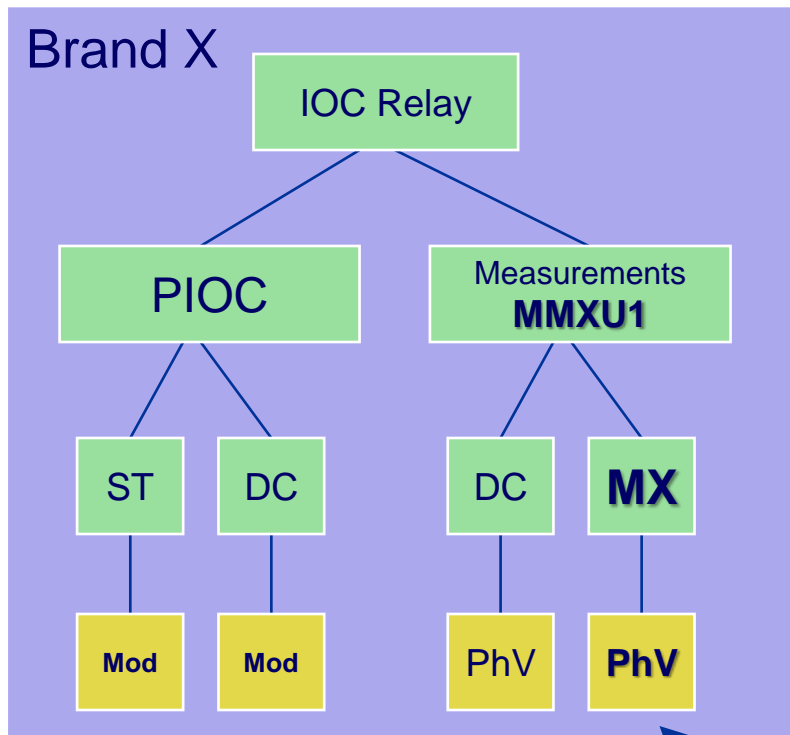 Brand X
IOC Relay
PIOC
Measurements
MMXU1
ST
DC
DC
MX
Mod
Mod
PhV
PhV